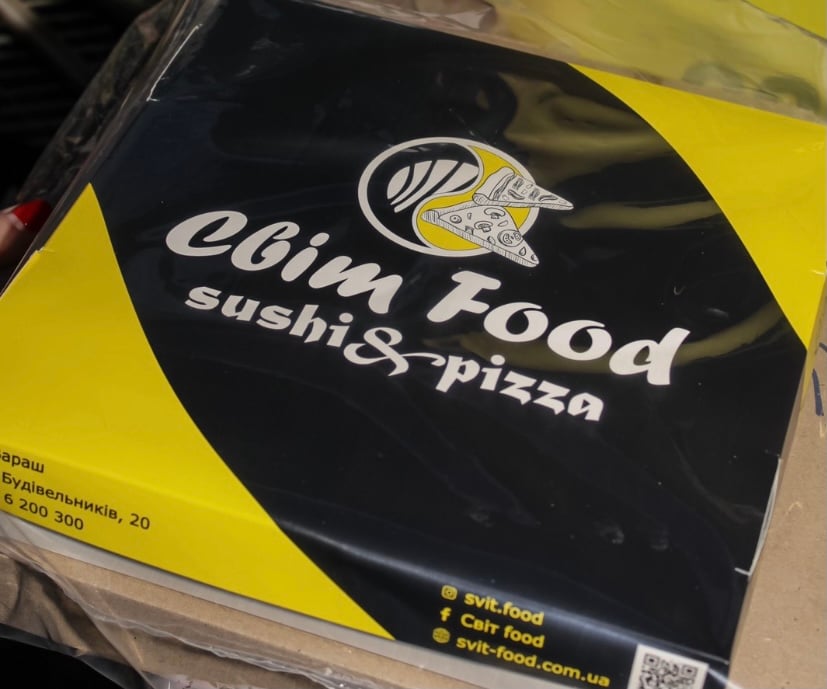 Світ Food
sushi & pizza
араш
Будівельників, 20
6 200 300
svit.food
f Світ food
svit-food.com.ua